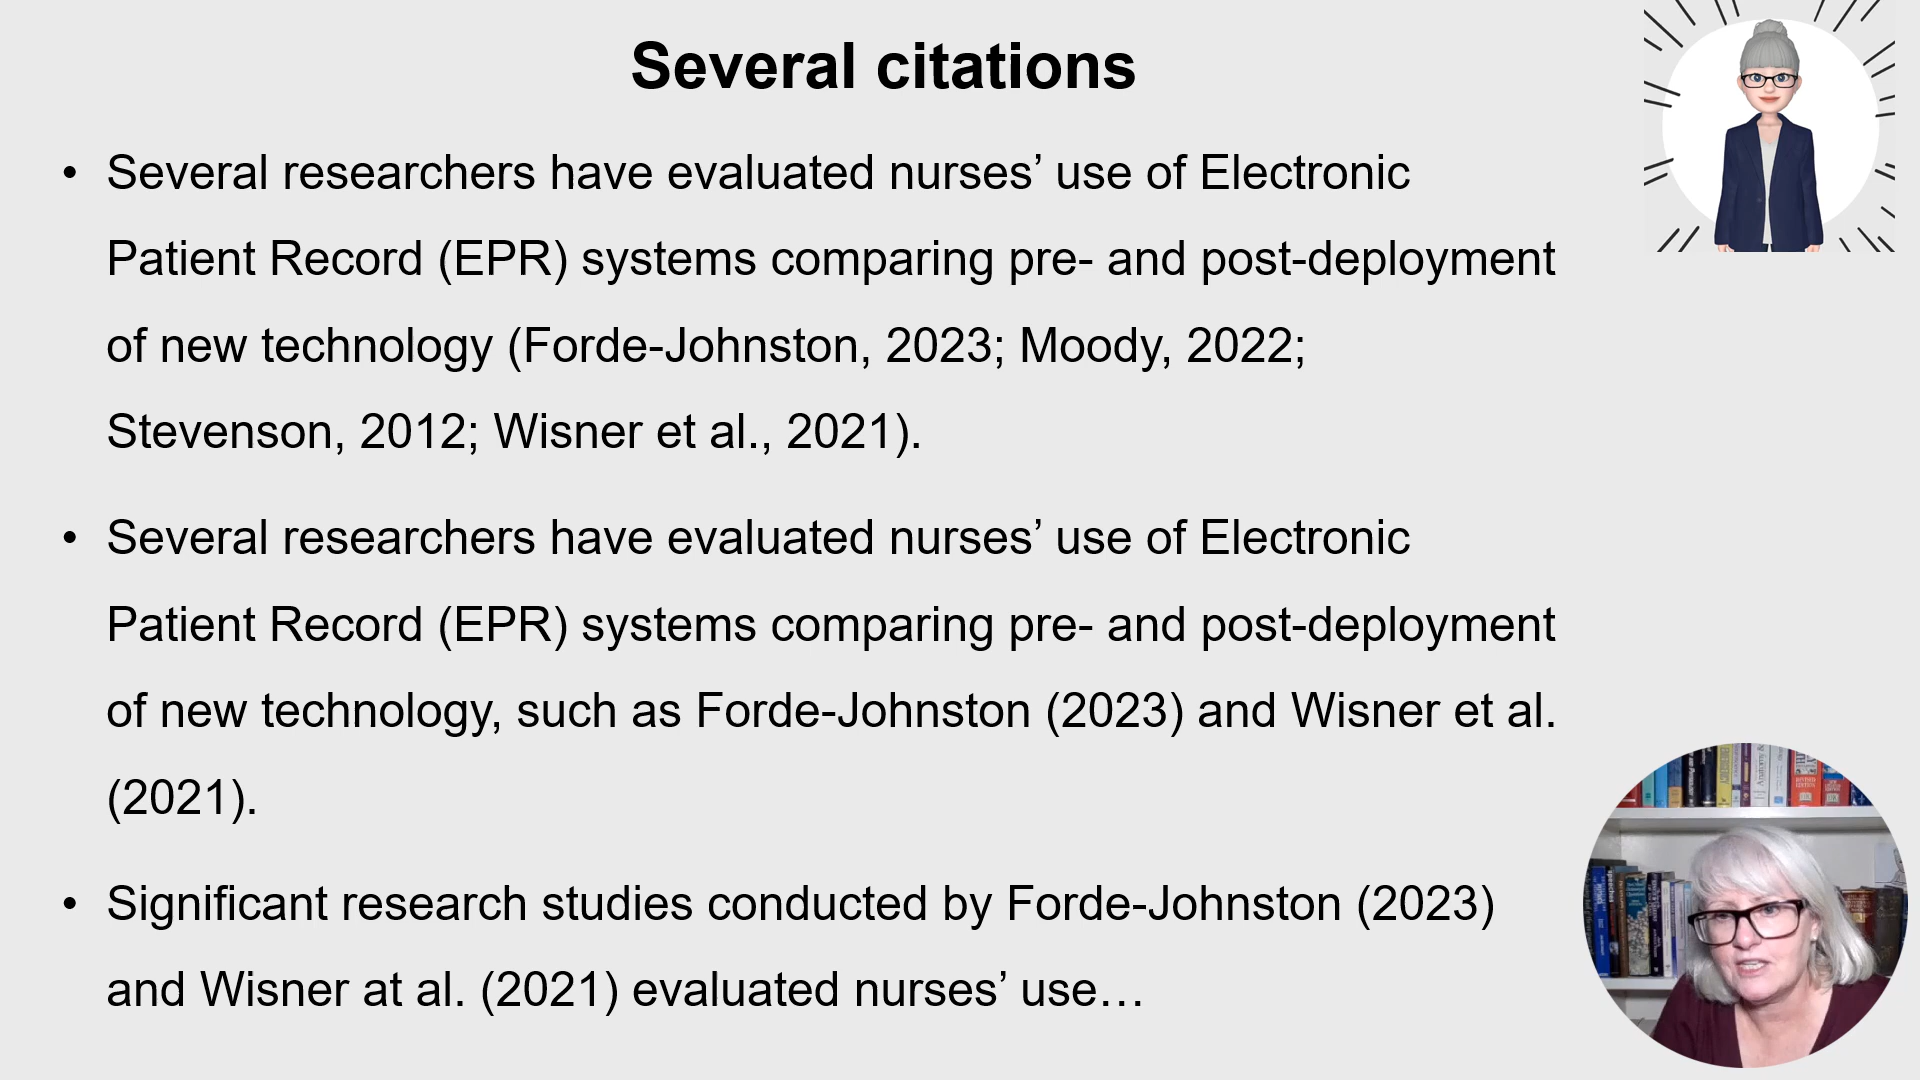 Several citations
• Several researchers have evaluated nurses’ use of Electronic
Patient Record (EPR) systems comparing pre- and post-deployment
of new technology (Forde-Johnston, 2023; Moody, 2022;
Stevenson, 2012; Wisner et al., 2021).
• Several researchers have evaluated nurses’ use of Electronic
Patient Record (EPR) systems comparing pre- and post-deployment
of new technology, such as Forde-Johnston (2023) and Wisner et al.
(2021).
• Significant research studies conducted by Forde-Johnston (2023)
and Wisner at al. (2021) evaluated nurses’ use…